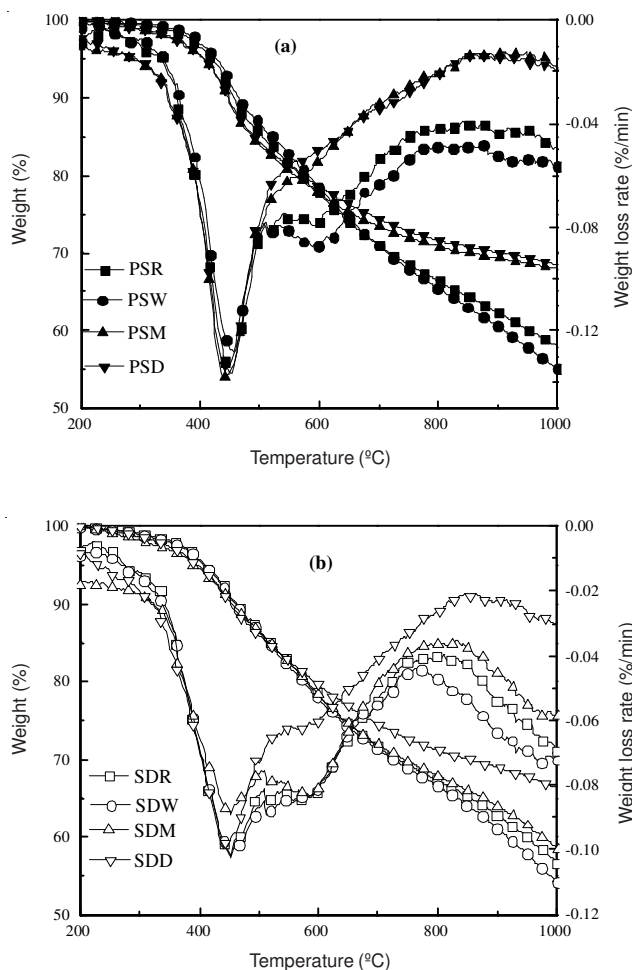 (a)
100
90
80
70
60
50
Weight (%)
PSR
PSW
PSM
PSD
0.00
-0.04
-0.08
-0.12
Weight loss rate (%/min)
200
400
600
800
1000
Temperature (ºC)
(b)
100
90
80
70
60
50
Weight (%)
SDR
SDW
SDM
SDD
0.00
-0.02
-0.04
-0.06
-0.08
-0.10
-0.12
Weight loss rate (%/min)
200
400
600
800
1000
Temperature (ºC)